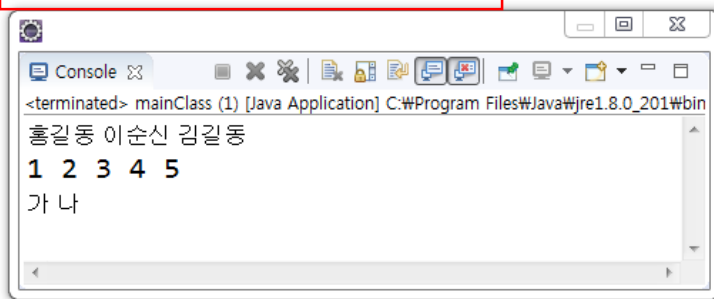 Console
<terminated> mainClass (1) [Java Application] C:₩Program Files₩Java₩jre1.8.0_201₩bin
홍길동 이순신 김길동
1 2 3 4 5
가 나